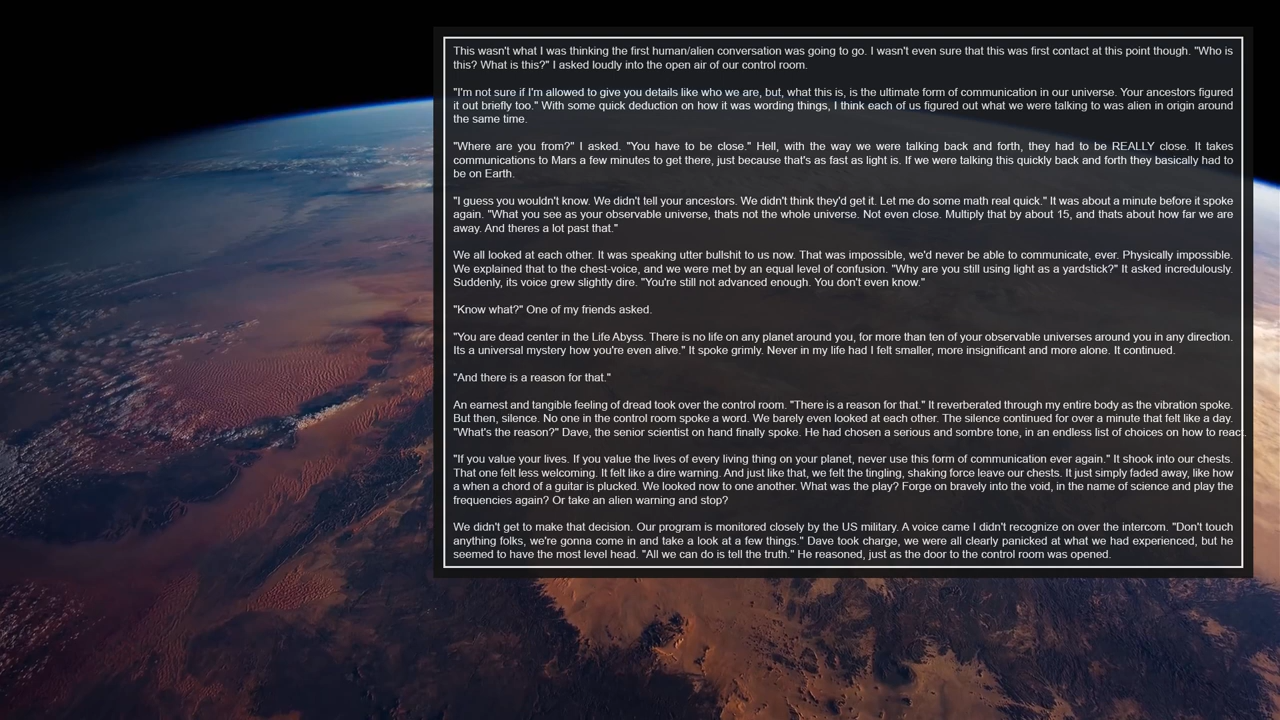 This wasn't what I was thinking the first human/alien conversation was going to go. I wasn't even sure that this was first contact at this point though. "Who is
this? What is this?" I asked loudly into the open air of our control room.
"I'm not sure if I'm allowed to give you details like who we are, but, what this is, is the ultimate form of communication in our universe. Your ancestors figured
it out briefly too." With some quick deduction on how it was wording things, I think each of us figured out what we were talking to was alien in origin around
the same time.
"Where are you from?" I asked. "You have to be close." Hell, with the way we were talking back and forth, they had to be REALLY close. It takes
communications to Mars a few minutes to get there, just because that's as fast as light is. If we were talking this quickly back and forth they basically had to
be on Earth.
"I guess you wouldn't know. We didn't tell your ancestors. We didn't think they'd get it. Let me do some math real quick." It was about a minute before it spoke
again. "What you see as your observable universe, thats not the whole universe. Not even close. Multiply that by about 15, and thats about how far we are
away. And theres a lot past that."
We all looked at each other. It was speaking utter bullshit to us now. That was impossible, we'd never be able to communicate, ever. Physically impossible.
We explained that to the chest-voice, and we were met by an equal level of confusion. "Why are you still using light as a yardstick?" It asked incredulously.
Suddenly, its voice grew slightly dire. "You're still not advanced enough. You don't even know."
"Know what?" One of my friends asked.
"You are dead center in the Life Abyss. There is no life on any planet around you, for more than ten of your observable universes around you in any direction.
Its a universal mystery how you're even alive." It spoke grimly. Never in my life had I felt smaller, more insignificant and more alone. It continued.
"And there is a reason for that."
An earnest and tangible feeling of dread took over the control room. "There is a reason for that." It reverberated through my entire body as the vibration spoke.
But then, silence. No one in the control room spoke a word. We barely even looked at each other. The silence continued for over a minute that felt like a day.
"What's the reason?" Dave, the senior scientist on hand finally spoke. He had chosen a serious and sombre tone, in an endless list of choices on how to react.
"If you value your lives. If you value the lives of every living thing on your planet, never use this form of communication ever again." It shook into our chests.
That one felt less welcoming. It felt like a dire warning. And just like that, we felt the tingling, shaking force leave our chests. It just simply faded away, like how
a when a chord of a guitar is plucked. We looked now to one another. What was the play? Forge on bravely into the void, in the name of science and play the
frequencies again? Or take an alien warning and stop?
We didn't get to make that decision. Our program is monitored closely by the US military. A voice came I didn't recognize on over the intercom. "Don't touch
anything folks, we're gonna come in and take a look at a few things." Dave took charge, we were all clearly panicked at what we had experienced, but he
seemed to have the most level head. "All we can do is tell the truth." He reasoned, just as the door to the control room was opened.